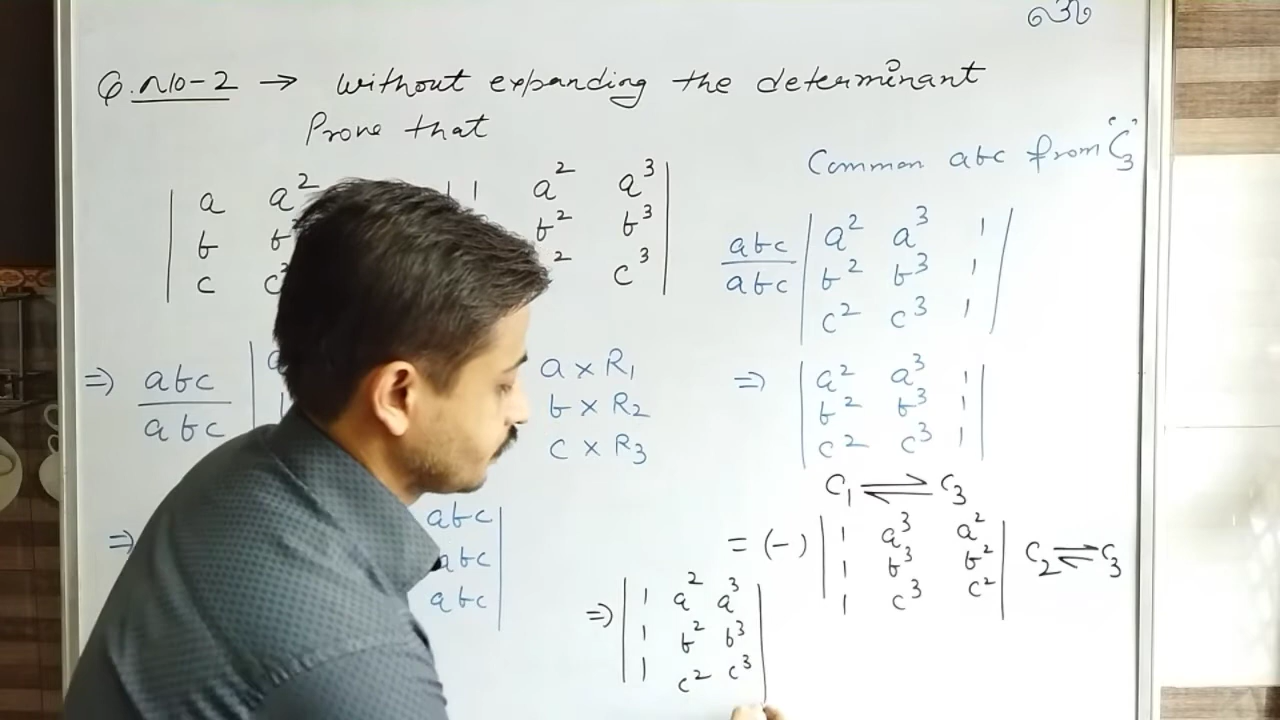 Q.No-2 → Without expanding the determinant
Prove that
| a a²
b b
c c
| 1 a² a³ |
b² b³
² c³
⇒ abc / abc |
a × R₁
b × R₂
c × R₃
⇒
abc |
abc
abc
Common abc from "C₃"
abc / abc | a² a³ 1 |
b² b³ 1
c² c³ 1
⇒ | a² a³ 1 |
b² b³ 1
c² c³ 1
C₁ ⇌ C₃
= (-) | 1 a³ a² | C₂ ⇌ C₃
1 b³ b²
1 c³ c²
⇒ | 1 a² a³ |
1 b² b³
1 c² c³